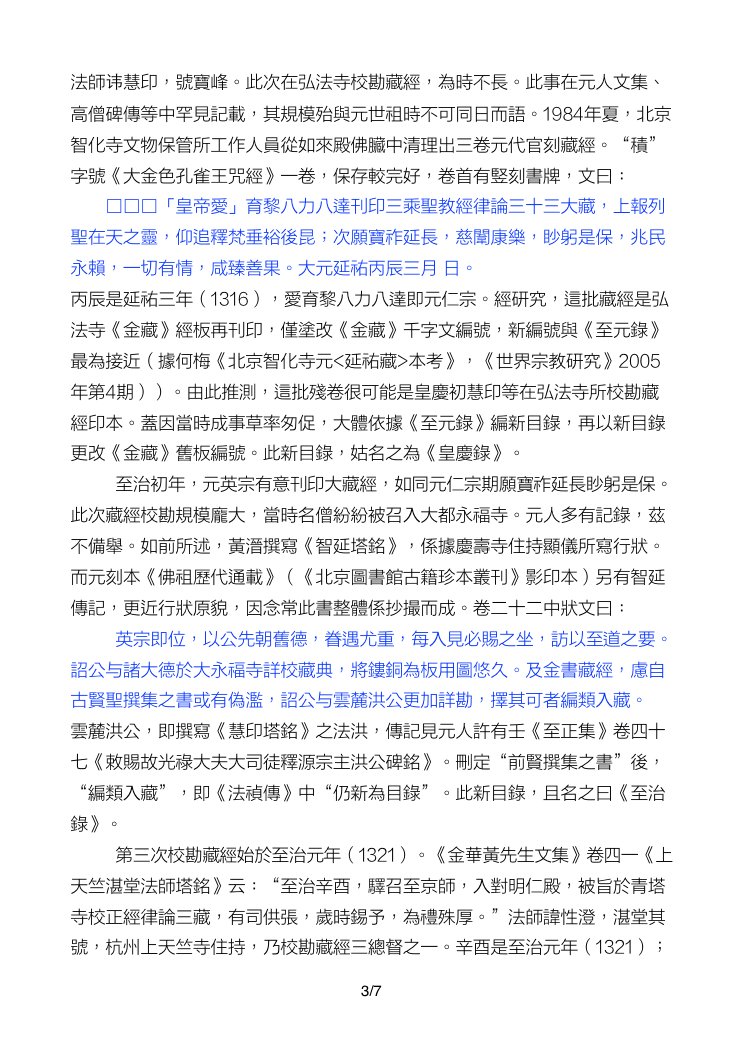 法師讳慧印，號寶峰。此次在弘法寺校勘藏經，為時不長。此事在元人文集、
高僧碑傳等中罕見記載，其規模殆與元世祖時不可同日而語。1984年夏，北京
智化寺文物保管所工作人員從如來殿佛臟中清理出三卷元代官刻藏經。“積”
字號《大金色孔雀王咒經》一卷，保存較完好，卷首有竪刻書牌，文曰：
□□□「皇帝愛」育黎八力八達刊印三乘聖教經律論三十三大藏，上報列
聖在天之靈，仰追釋梵垂裕後昆；次願寶祚延長，慈闈康樂，眇躬是保，兆民
永賴，一切有情，咸臻善果。大元延祐丙辰三月 日。
丙辰是延祐三年（1316），愛育黎八力八達即元仁宗。經研究，這批藏經是弘
法寺《金藏》經板再刊印，僅塗改《金藏》千字文編號，新編號與《至元錄》
最為接近（據何梅《北京智化寺元<延祐藏>本考》，《世界宗教研究》2005
年第4期））。由此推測，這批殘卷很可能是皇慶初慧印等在弘法寺所校勘藏
經印本。蓋因當時成事草率匆促，大體依據《至元錄》編新目錄，再以新目錄
更改《金藏》舊板編號。此新目錄，姑名之為《皇慶錄》。
至治初年，元英宗有意刊印大藏經，如同元仁宗期願寶祚延長眇躬是保。
此次藏經校勘規模龐大，當時名僧紛紛被召入大都永福寺。元人多有記錄，茲
不備舉。如前所述，黃溍撰寫《智延塔銘》，係據慶壽寺住持顯儀所寫行狀。
而元刻本《佛祖歷代通載》（《北京圖書館古籍珍本叢刊》影印本）另有智延
傳記，更近行狀原貌，因念常此書整體係抄撮而成。卷二十二中狀文曰：
英宗即位，以公先朝舊德，眷遇尤重，每入見必賜之坐，訪以至道之要。
詔公与諸大德於大永福寺詳校藏典，將鏤銅為板用圖悠久。及金書藏經，慮自
古賢聖撰集之書或有偽濫，詔公与雲麓洪公更加詳勘，擇其可者編類入藏。
雲麓洪公，即撰寫《慧印塔銘》之法洪，傳記見元人許有壬《至正集》卷四十
七《敕賜故光祿大夫大司徒釋源宗主洪公碑銘》。刪定“前賢撰集之書”後，
“編類入藏”，即《法禎傳》中“仍新為目錄”。此新目錄，且名之曰《至治
錄》。
第三次校勘藏經始於至治元年（1321）。《金華黃先生文集》卷四一《上
天竺湛堂法師塔銘》云：“至治辛酉，驛召至京師，入對明仁殿，被旨於青塔
寺校正經律論三藏，有司供張，歲時錫予，為禮殊厚。”法師諱性澄，湛堂其
號，杭州上天竺寺住持，乃校勘藏經三總督之一。辛酉是至治元年（1321）；
3/7